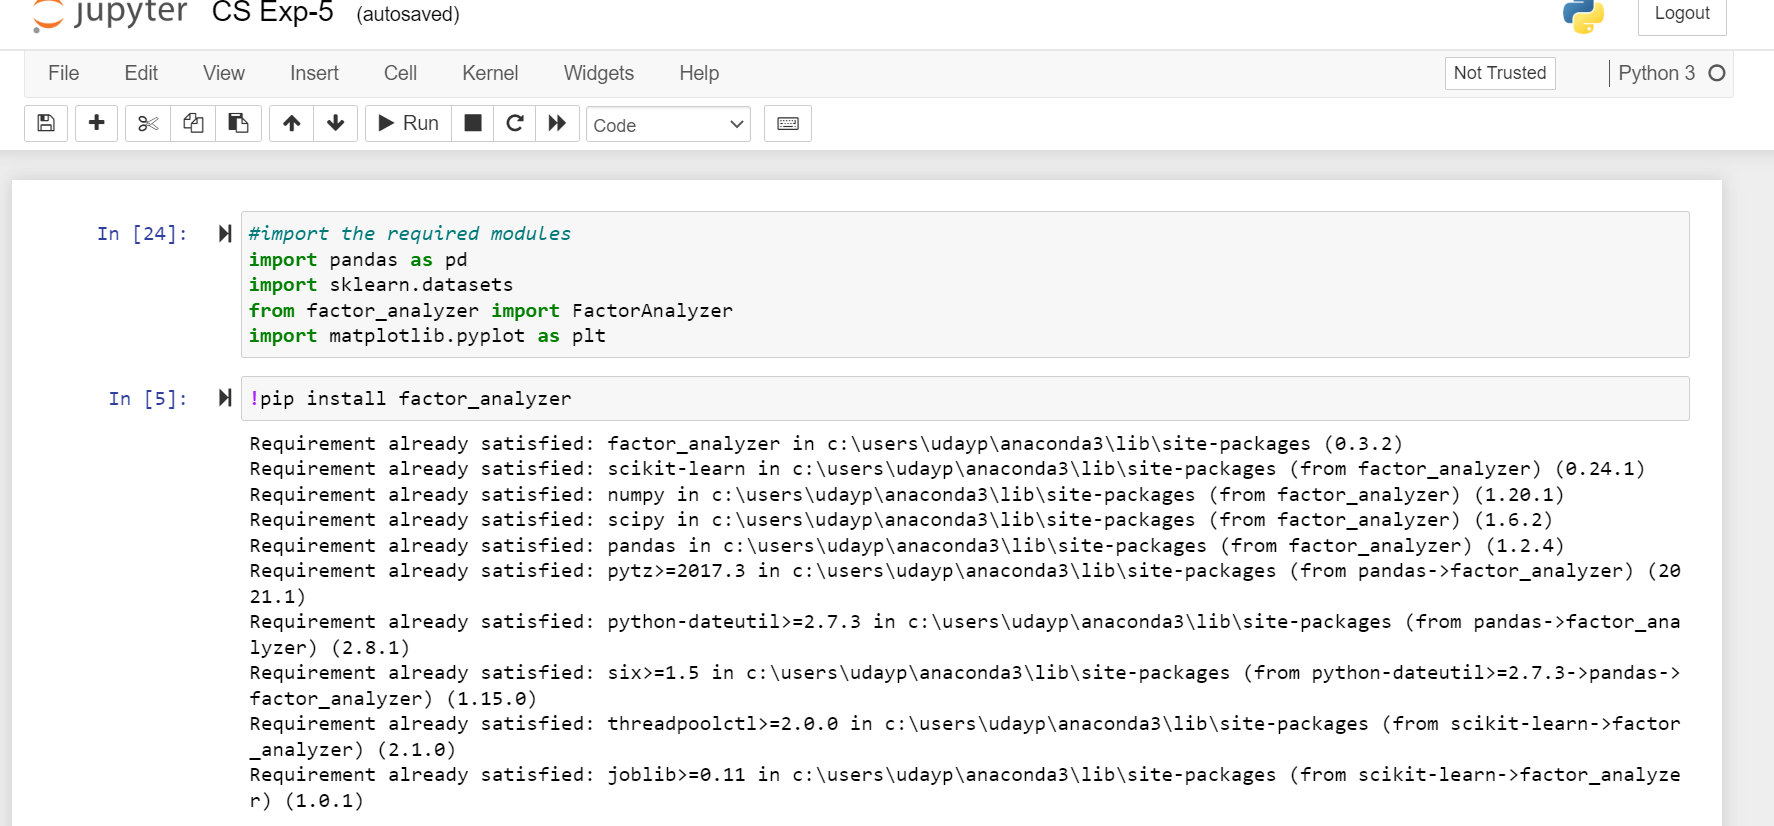 jupyter CS Exp-5 (autosaved)
Logout
File Edit View Insert Cell Kernel Widgets Help
Not Trusted
Python 3
Run
Code
In [24]:
#import the required modules
import pandas as pd
import sklearn.datasets
from factor_analyzer import FactorAnalyzer
import matplotlib.pyplot as plt
In [5]:
!pip install factor_analyzer
Requirement already satisfied: factor_analyzer in c:\users\udayp\anaconda3\lib\site-packages (0.3.2)
Requirement already satisfied: scikit-learn in c:\users\udayp\anaconda3\lib\site-packages (from factor_analyzer) (0.24.1)
Requirement already satisfied: numpy in c:\users\udayp\anaconda3\lib\site-packages (from factor_analyzer) (1.20.1)
Requirement already satisfied: scipy in c:\users\udayp\anaconda3\lib\site-packages (from factor_analyzer) (1.6.2)
Requirement already satisfied: pandas in c:\users\udayp\anaconda3\lib\site-packages (from factor_analyzer) (1.2.4)
Requirement already satisfied: pytz>=2017.3 in c:\users\udayp\anaconda3\lib\site-packages (from pandas->factor_analyzer) (20
21.1)
Requirement already satisfied: python-dateutil>=2.7.3 in c:\users\udayp\anaconda3\lib\site-packages (from pandas->factor_ana
lyzer) (2.8.1)
Requirement already satisfied: six>=1.5 in c:\users\udayp\anaconda3\lib\site-packages (from python-dateutil>=2.7.3->pandas->
factor_analyzer) (1.15.0)
Requirement already satisfied: threadpoolctl>=2.0.0 in c:\users\udayp\anaconda3\lib\site-packages (from scikit-learn->factor
_analyzer) (2.1.0)
Requirement already satisfied: joblib>=0.11 in c:\users\udayp\anaconda3\lib\site-packages (from scikit-learn->factor_analyze
r) (1.0.1)